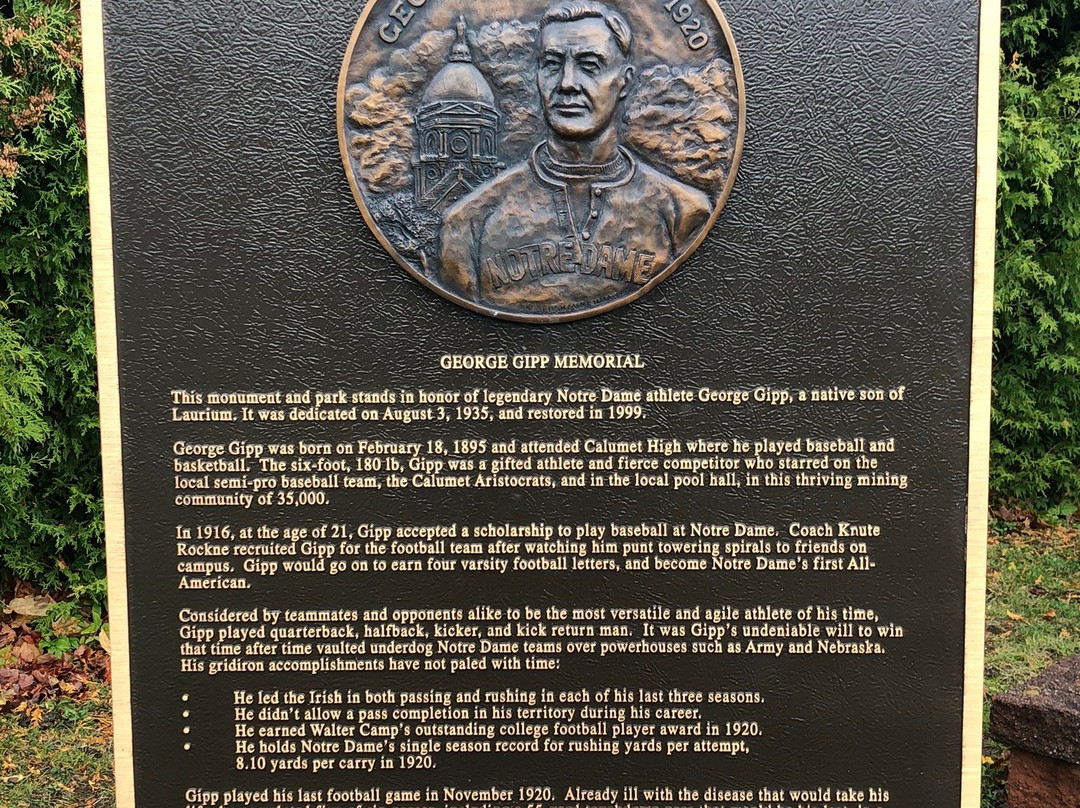 GEO 1920
NOTRE DAME
GEORGE GIPP MEMORIAL
This monument and park stands in honor of legendary Notre Dame athlete George Gipp, a native son of
Laurium. It was dedicated on August 3, 1935, and restored in 1999.
George Gipp was born on February 18, 1895 and attended Calumet High where he played baseball and
basketball. The six-foot, 180 lb, Gipp was a gifted athlete and fierce competitor who starred on the
local semi-pro baseball team, the Calumet Aristocrats, and in the local pool hall, in this thriving mining
community of 35,000.
In 1916, at the age of 21, Gipp accepted a scholarship to play baseball at Notre Dame. Coach Knute
Rockne recruited Gipp for the football team after watching him punt towering spirals to friends on
campus. Gipp would go on to earn four varsity football letters, and become Notre Dame's first All-
American.
Considered by teammates and opponents alike to be the most versatile and agile athlete of his time,
Gipp played quarterback, halfback, kicker, and kick return man. It was Gipp's undeniable will to win
that time after time vaulted underdog Notre Dame teams over powerhouses such as Army and Nebraska.
His gridiron accomplishments have not paled with time:
• He led the Irish in both passing and rushing in each of his last three seasons.
• He didn't allow a pass completion in his territory during his career.
• He earned Walter Camp's outstanding college football player award in 1920.
• He holds Notre Dame's single season record for rushing yards per attempt,
8.10 yards per carry in 1920.
Gipp played his last football game in November 1920. Already ill with the disease that would take his